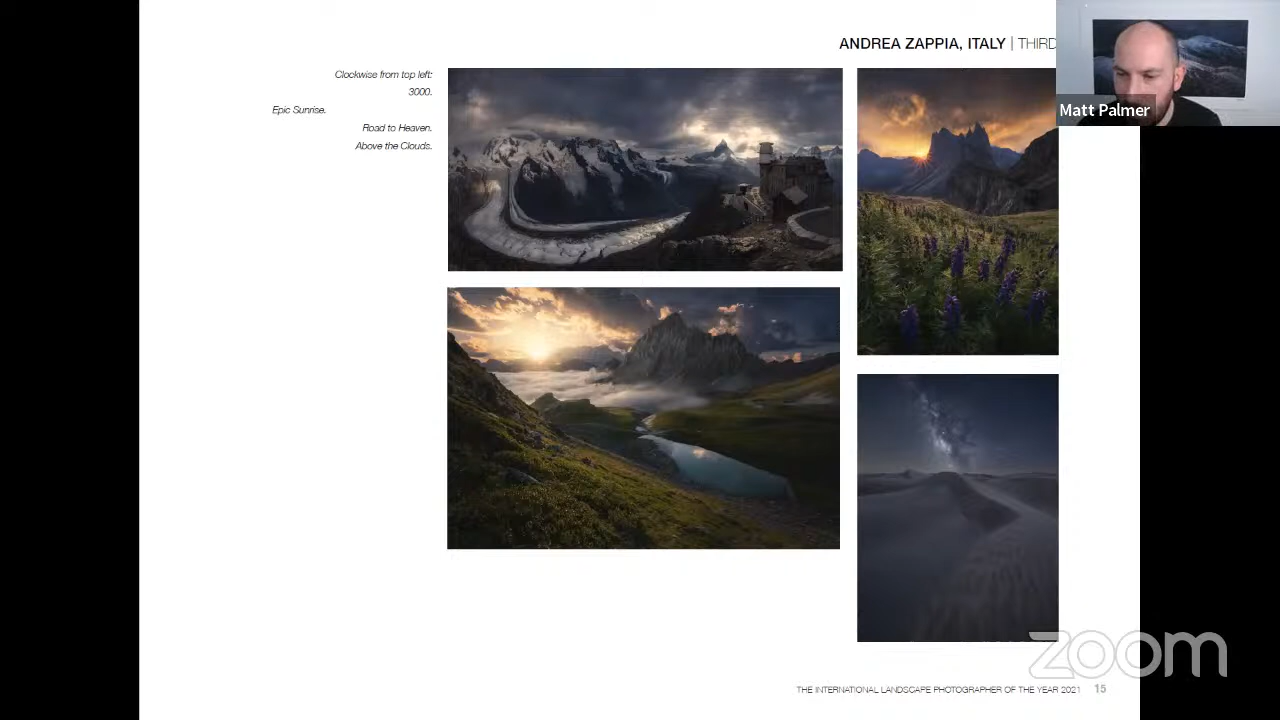 ANDREA ZAPPIA, ITALY | THIRD
Clockwise from top left:
3000.
Epic Sunrise.
Road to Heaven.
Above the Clouds.
Matt Palmer
zoom
THE INTERNATIONAL LANDSCAPE PHOTOGRAPHER OF THE YEAR 2021 15